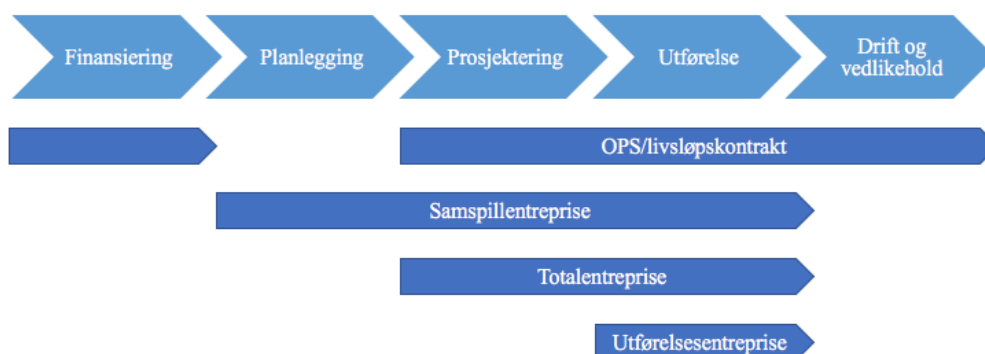 Finansiering
Planlegging
Prosjektering
Utførelse
Drift og
vedlikehold
OPS/livsløpskontrakt
Samspillentreprise
Totalentreprise
Utførelsesentreprise